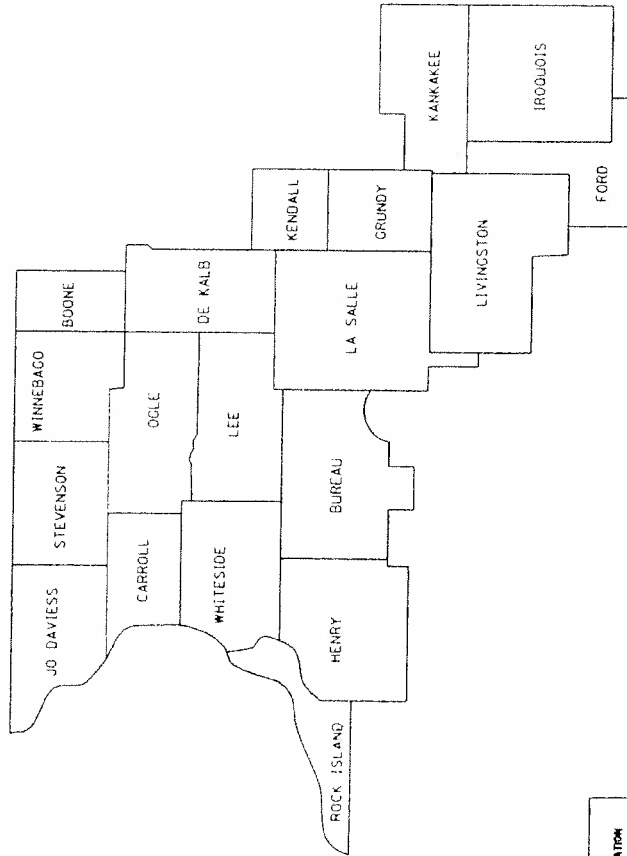 JO DAVIESS
STEVENSON
WINNEBAGO
BOONE
CARROLL
OGLE
DE KALB
WHITESIDE
LEE
KENDALL
ROCK ISLAND
HENRY
BUREAU
LA SALLE
GRUNDY
KANKAKEE
LIVINGSTON
IROQUOIS
FORD